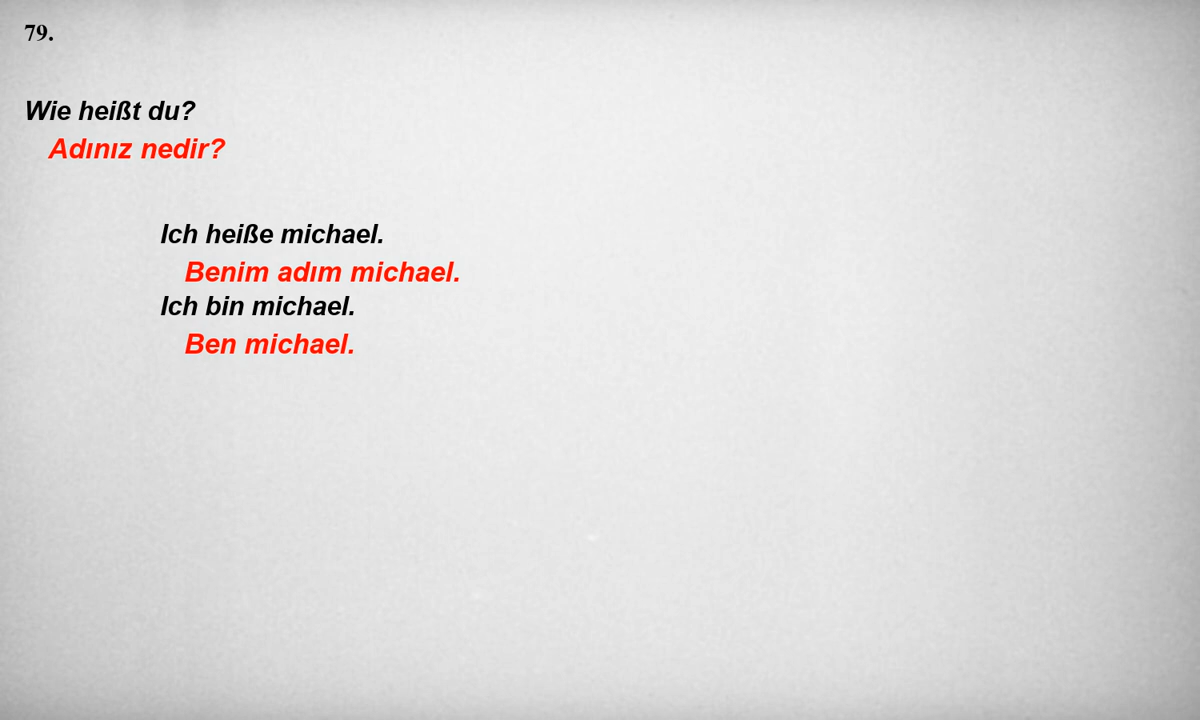 79.
Wie heißt du?
Adınız nedir?
Ich heiße michael.
Benim adım michael.
Ich bin michael.
Ben michael.